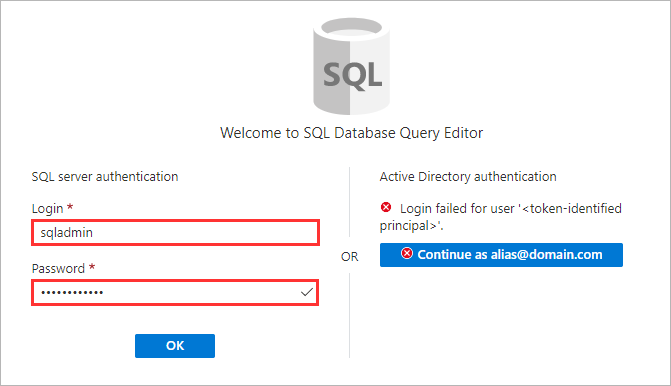 SQL
Welcome to SQL Database Query Editor
SQL server authentication
Login *
sqladmin
Password *
••••••••••••
OK
OR
Active Directory authentication
Login failed for user '<token-identified
principal>'.
Continue as alias@domain.com